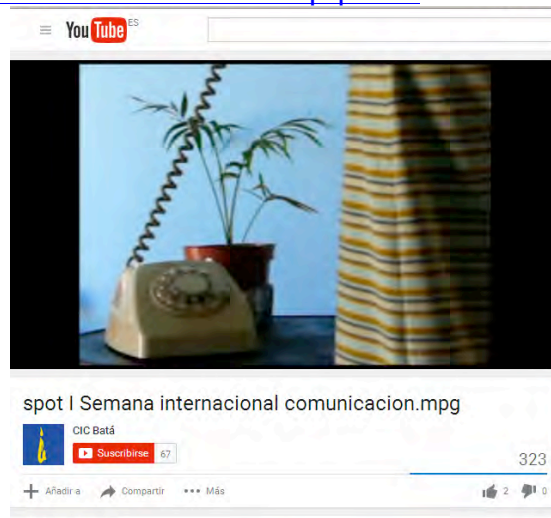 YouTube ES
spot I Semana internacional comunicacion.mpg
CIC Batá
Suscribirse 67
323
Añadir a Compartir Más 2 0